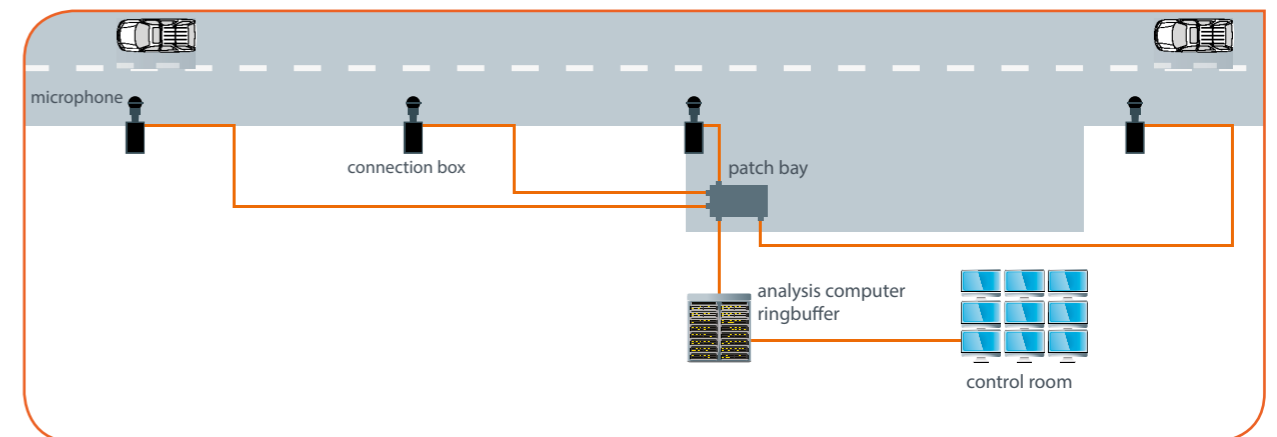 microphone
connection box
patch bay
analysis computer
ringbuffer
control room